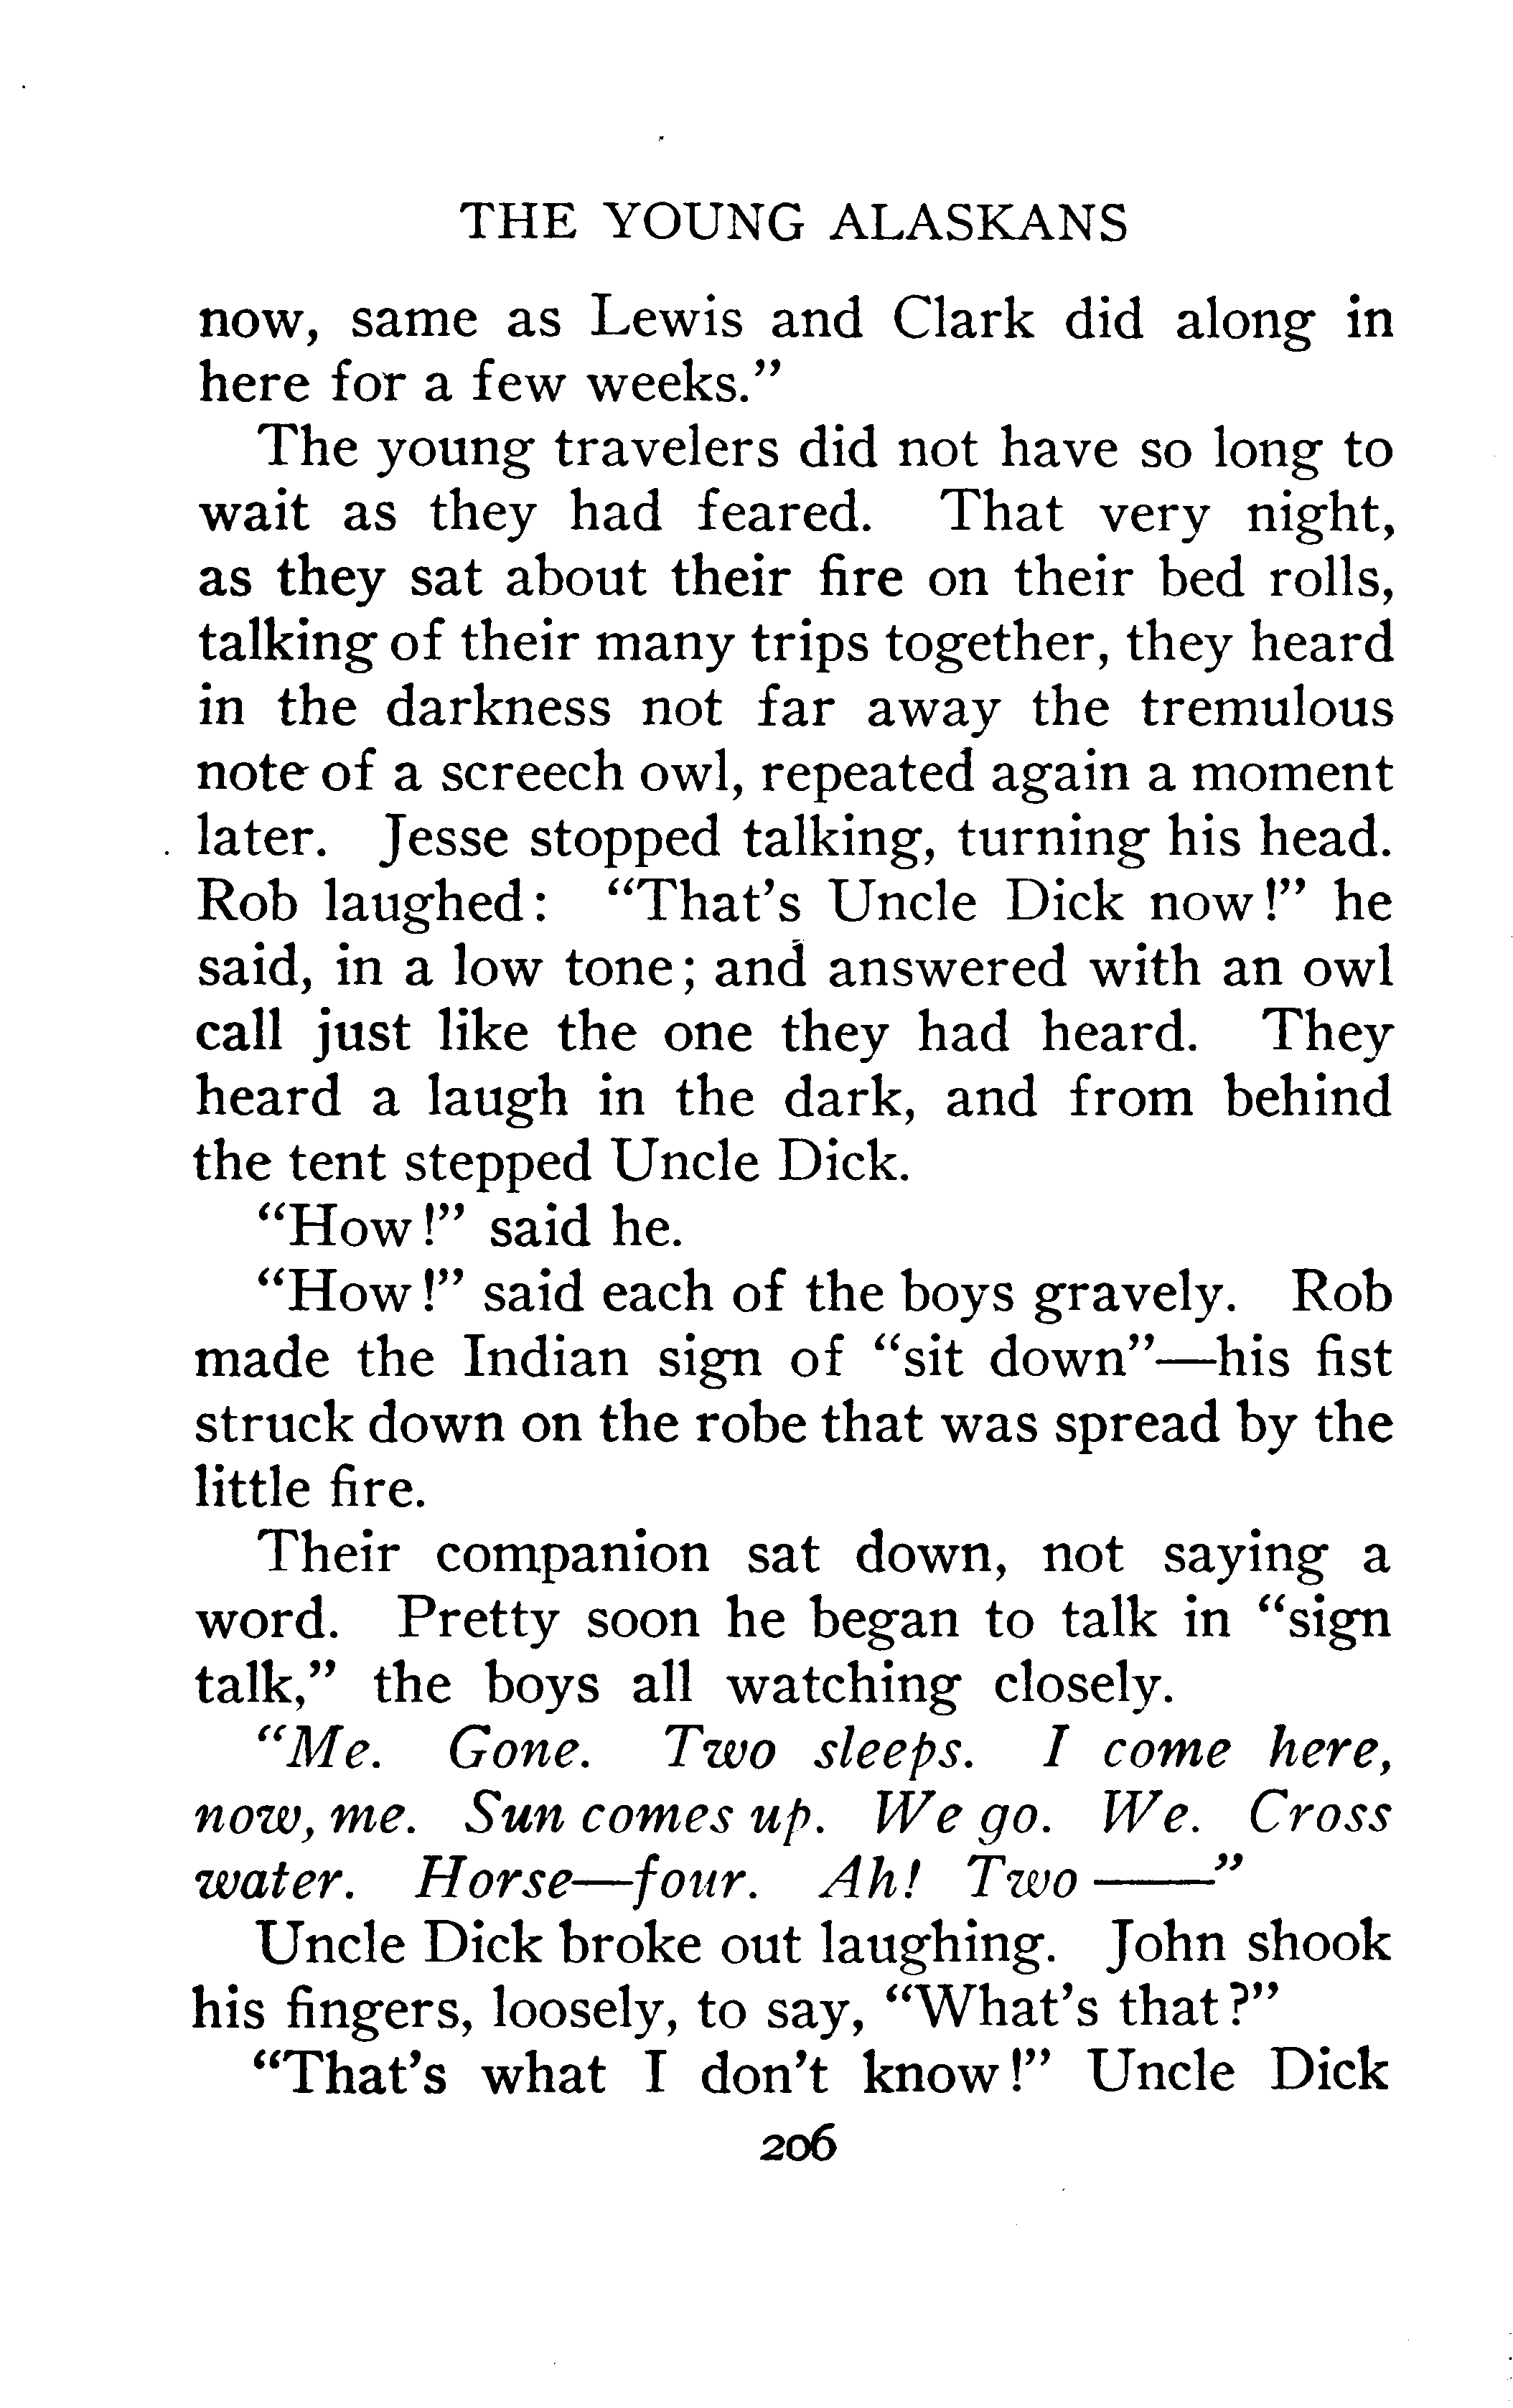 THE YOUNG ALASKANS
now, same as Lewis and Clark did along in
here for a few weeks."
The young travelers did not have so long to
wait as they had feared. That very night,
as they sat about their fire on their bed rolls,
talking of their many trips together, they heard
in the darkness not far away the tremulous
note of a screech owl, repeated again a moment
later. Jesse stopped talking, turning his head.
Rob laughed: "That's Uncle Dick now!" he
said, in a low tone; and answered with an owl
call just like the one they had heard. They
heard a laugh in the dark, and from behind
the tent stepped Uncle Dick.
"How!" said he.
"How!" said each of the boys gravely. Rob
made the Indian sign of "sit down"—his fist
struck down on the robe that was spread by the
little fire.
Their companion sat down, not saying a
word. Pretty soon he began to talk in "sign
talk," the boys all watching closely.
"Me. Gone. Two sleeps. I come here,
now, me. Sun comes up. We go. We. Cross
water. Horse—four. Ah! Two ——"
Uncle Dick broke out laughing. John shook
his fingers, loosely, to say, "What's that?"
"That's what I don't know!" Uncle Dick
206